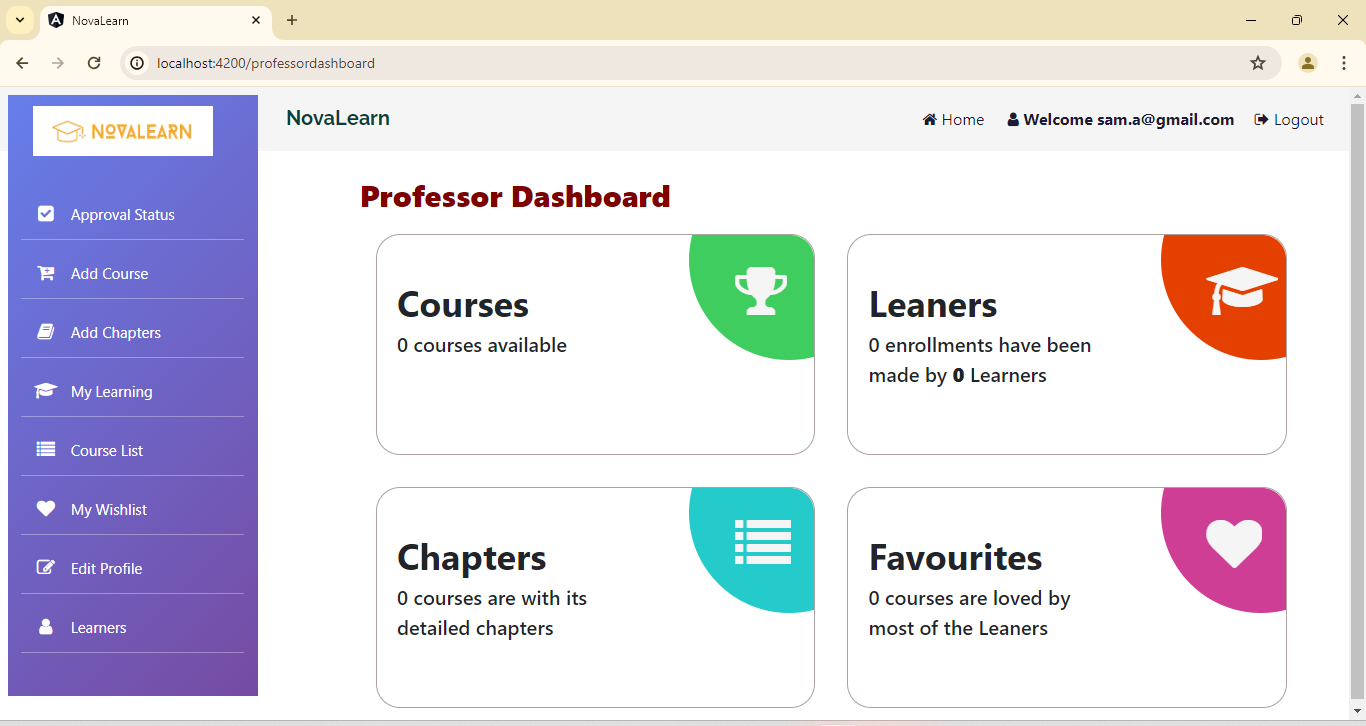 NovaLearn
localhost:4200/professordashboard
NOVALEARN
NovaLearn
Home
Welcome sam.a@gmail.com
Logout
Approval Status
Add Course
Add Chapters
My Learning
Course List
My Wishlist
Edit Profile
Learners
Professor Dashboard
Courses
0 courses available
Leaners
0 enrollments have been
made by 0 Learners
Chapters
0 courses are with its
detailed chapters
Favourites
0 courses are loved by
most of the Leaners